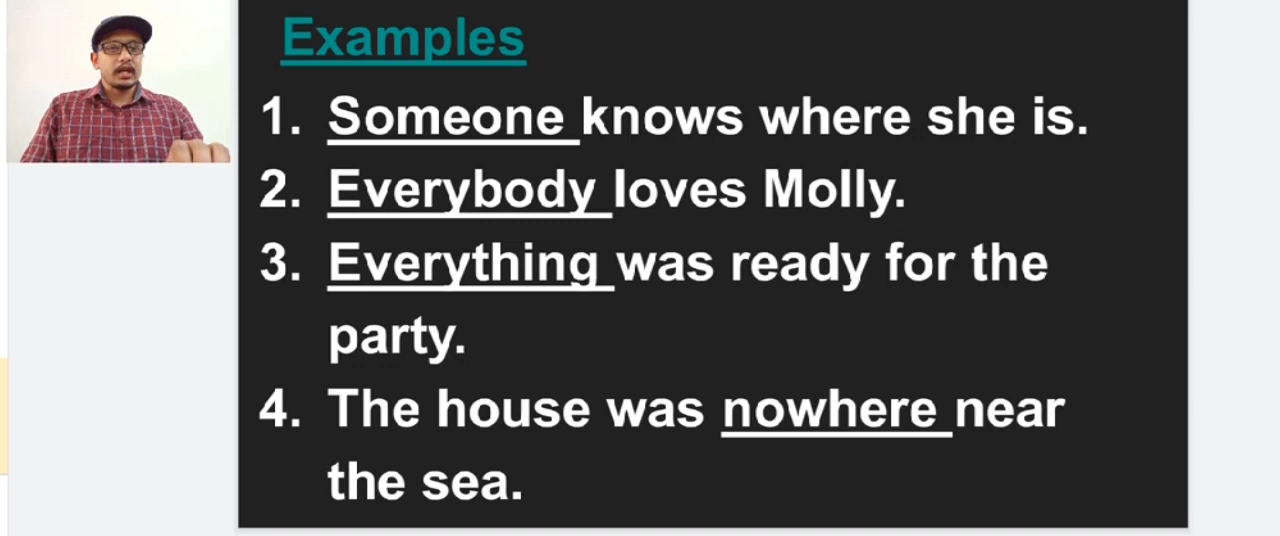 Examples
1. Someone knows where she is.
2. Everybody loves Molly.
3. Everything was ready for the
party.
4. The house was nowhere near
the sea.